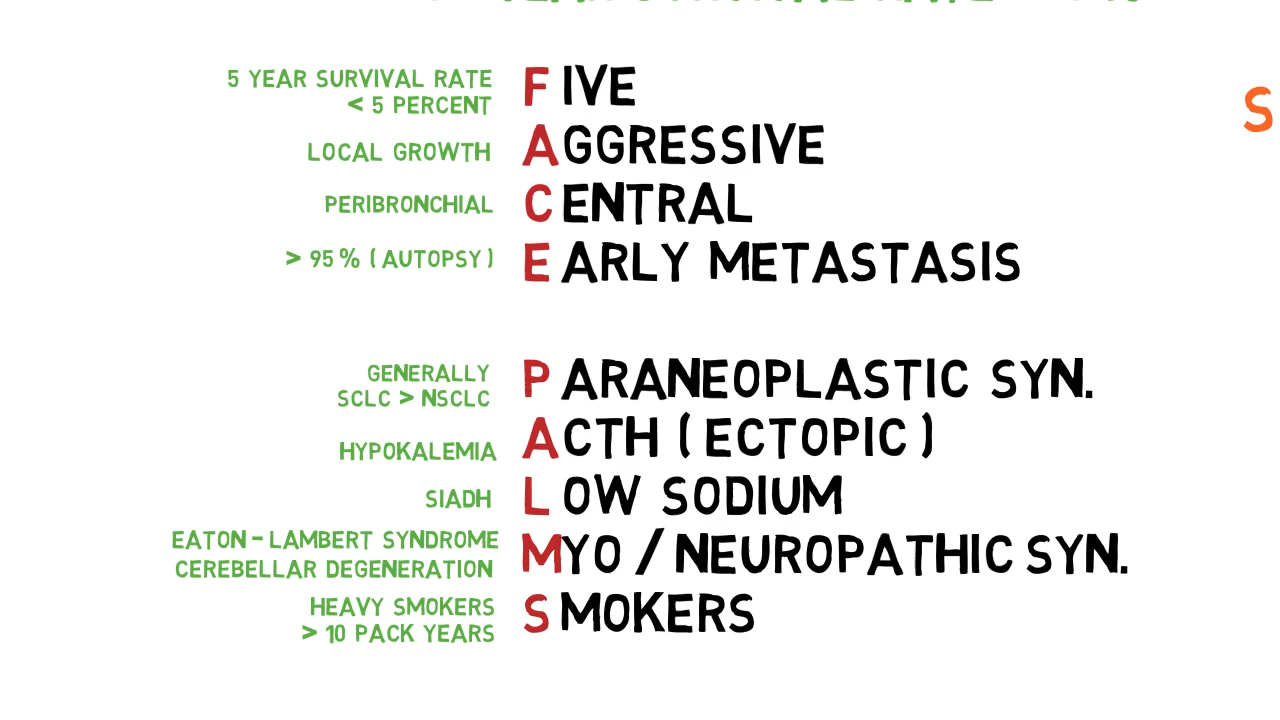 5 YEAR SURVIVAL RATE
< 5 PERCENT
FIVE
LOCAL GROWTH
AGGRESSIVE
PERIBRONCHIAL
CENTRAL
> 95% (AUTOPSY)
EARLY METASTASIS
GENERALLY
SCLC > NSCLC
PARANEOPLASTIC SYN.
HYPOKALEMIA
ACTH (ECTOPIC)
SIADH
LOW SODIUM
EATON-LAMBERT SYNDROME
CEREBELLAR DEGENERATION
MYO/NEUROPATHIC SYN.
HEAVY SMOKERS
> 10 PACK YEARS
SMOKERS
S